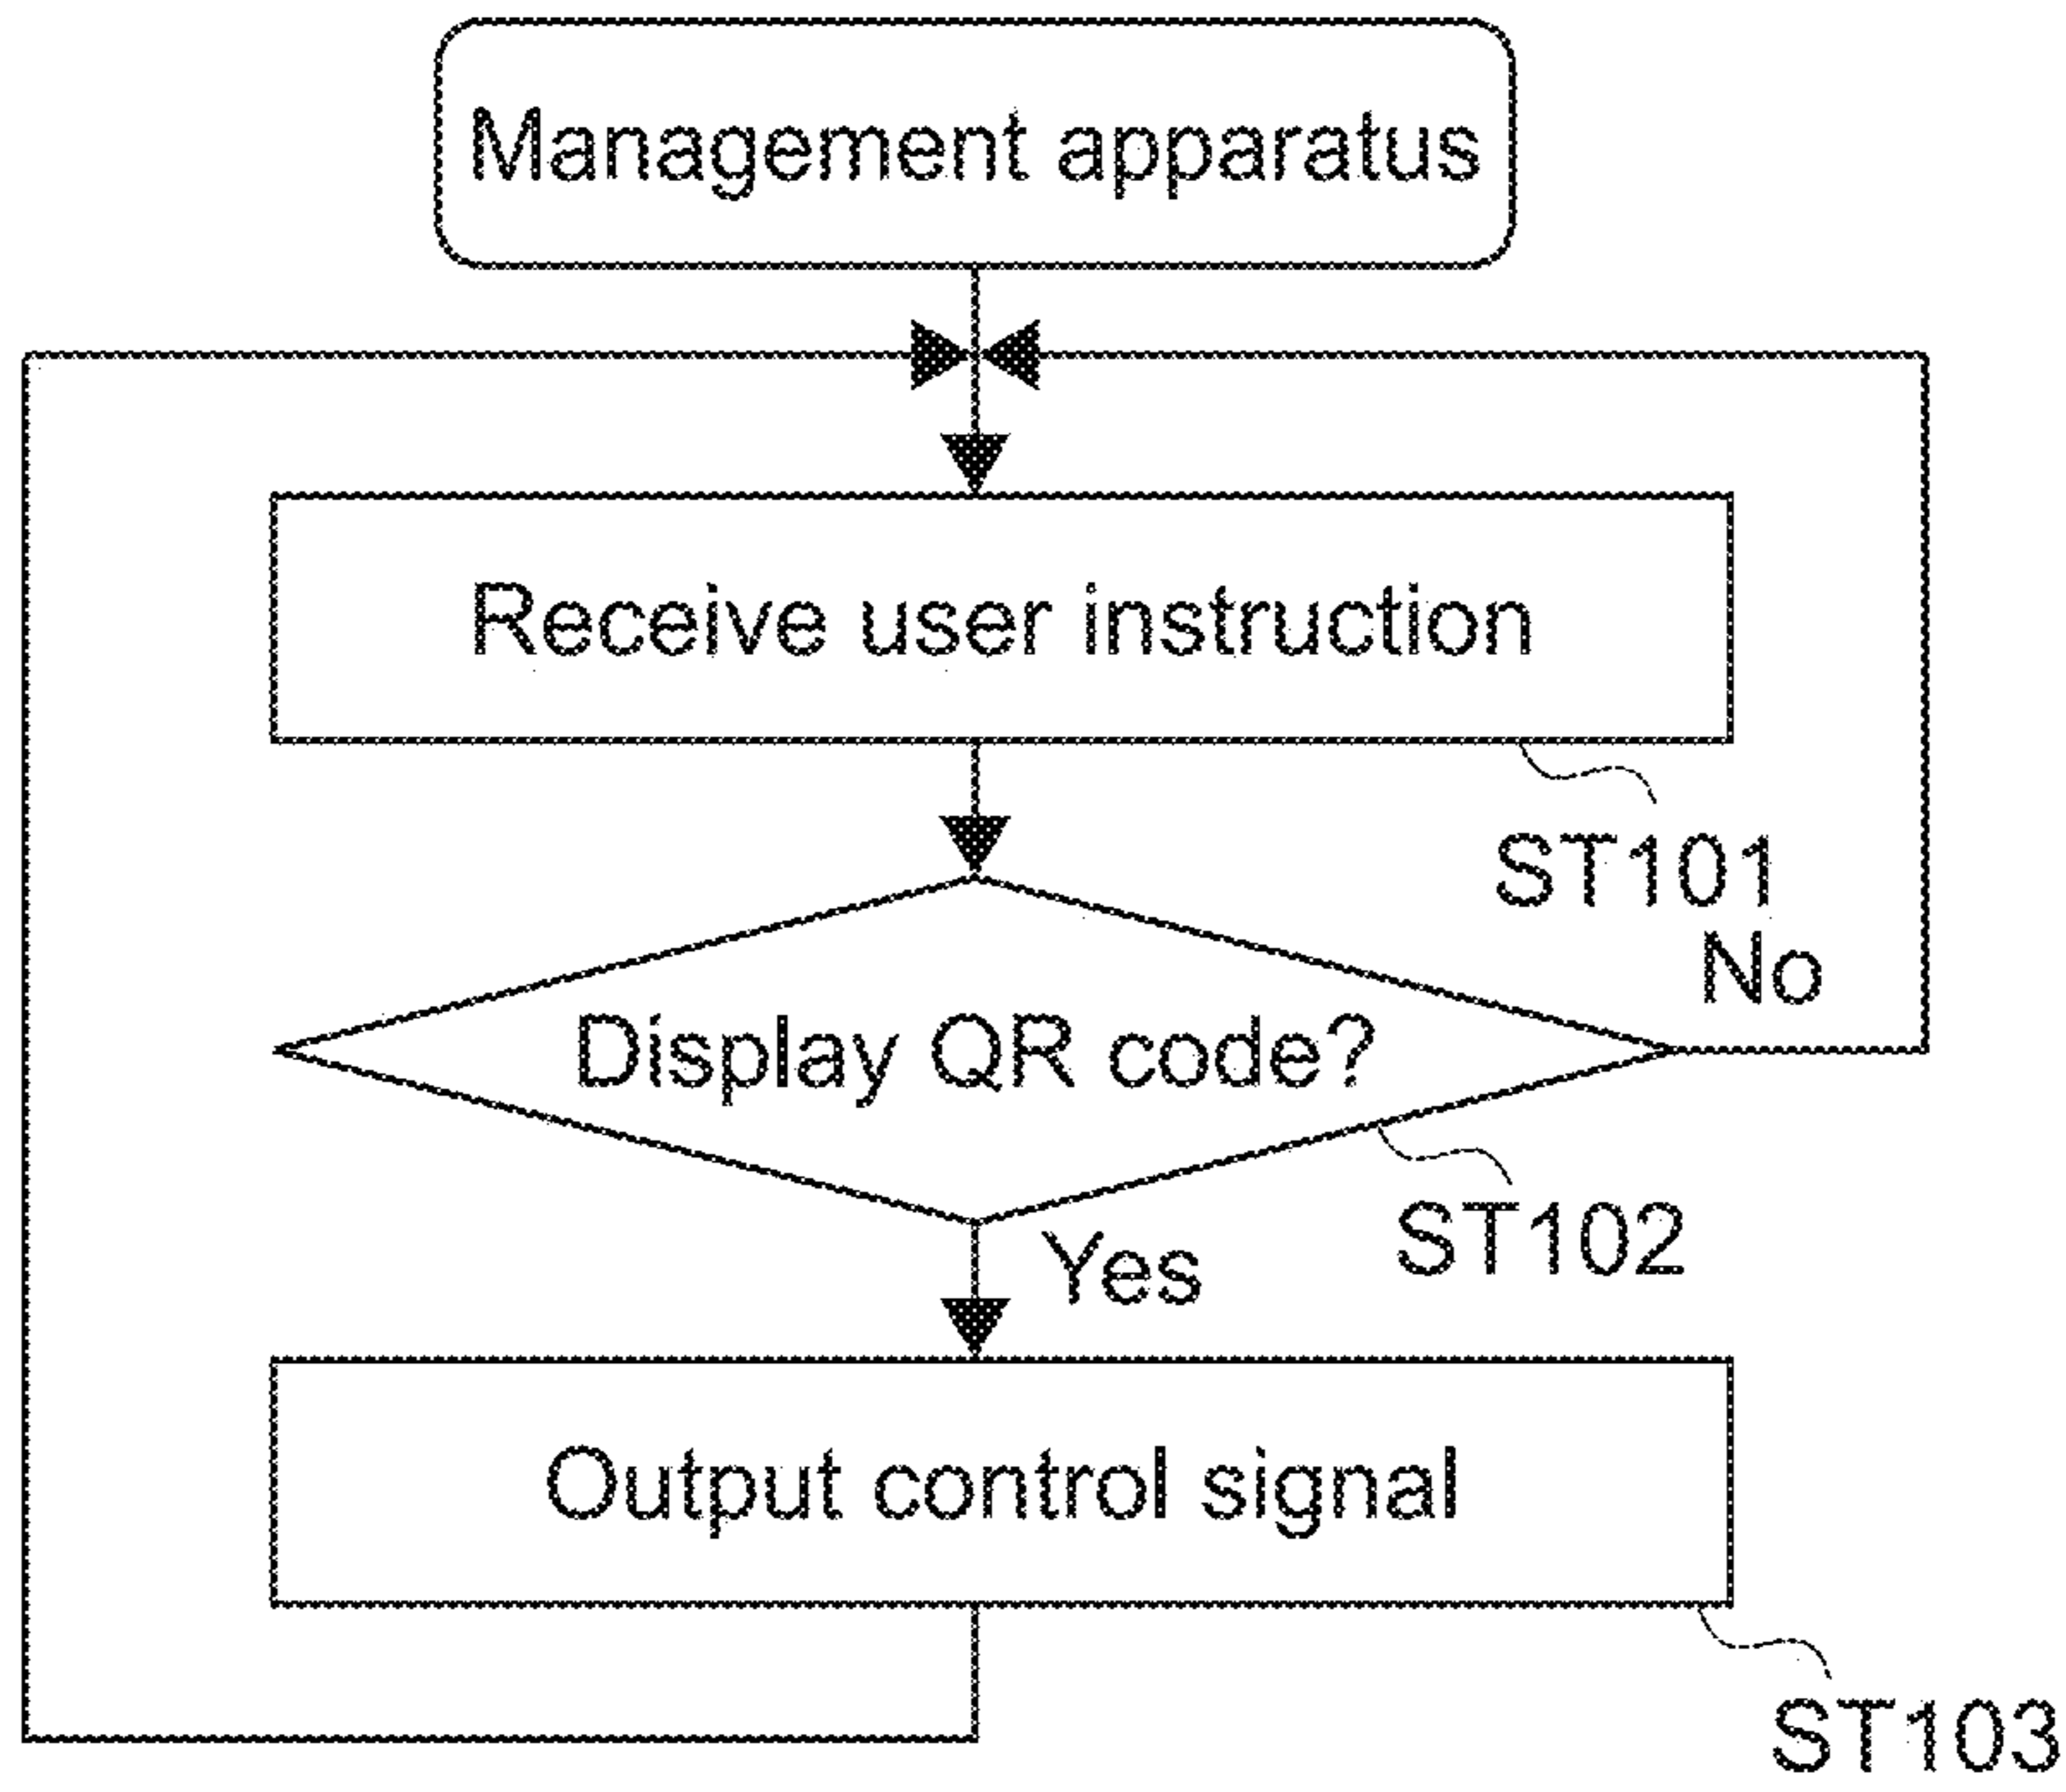 Management apparatus
Receive user instruction
ST101
No
Display QR code?
ST102
Yes
Output control signal
ST103